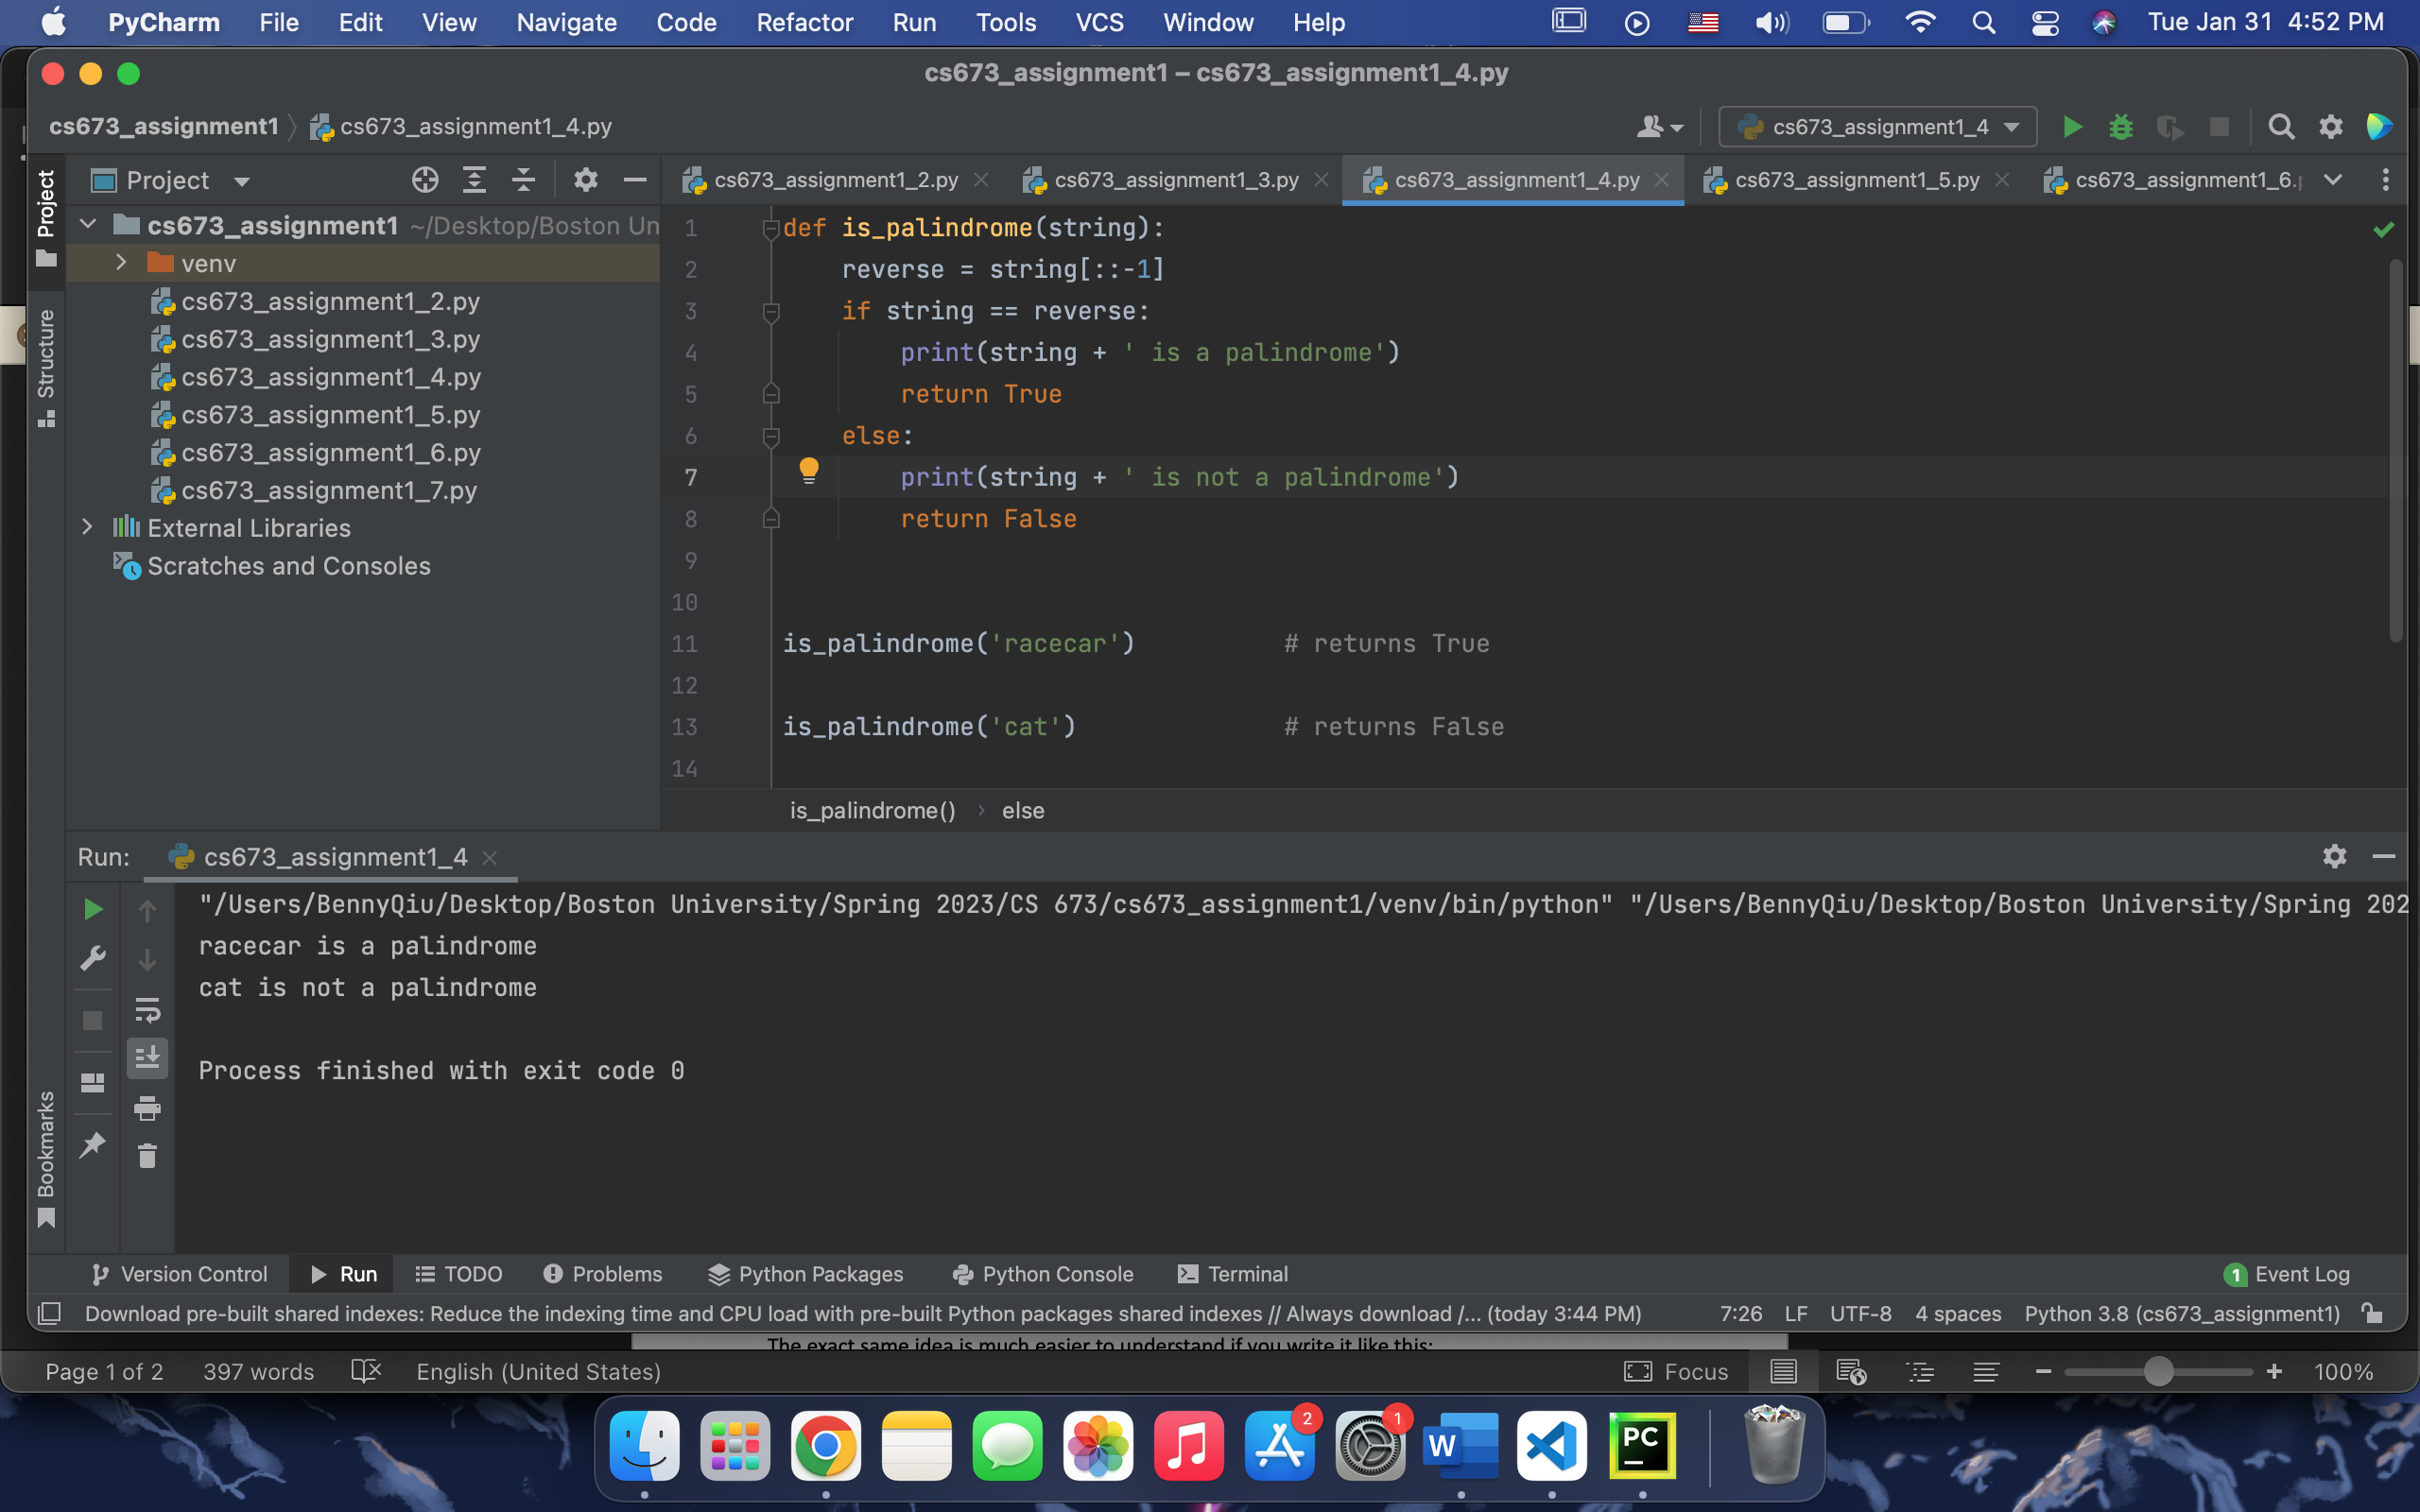 PyCharm File Edit View Navigate Code Refactor Run Tools VCS Window Help Tue Jan 31 4:52 PM
cs673_assignment1 – cs673_assignment1_4.py
cs673_assignment1 cs673_assignment1_4.py cs673_assignment1_4
Project
Project
Structure
cs673_assignment1 ~/Desktop/Boston Un
venv
cs673_assignment1_2.py
cs673_assignment1_3.py
cs673_assignment1_4.py
cs673_assignment1_5.py
cs673_assignment1_6.py
cs673_assignment1_7.py
External Libraries
Scratches and Consoles
cs673_assignment1_2.py cs673_assignment1_3.py cs673_assignment1_4.py cs673_assignment1_5.py cs673_assignment1_6.
1 def is_palindrome(string):
2 reverse = string[::-1]
3 if string == reverse:
4 print(string + ' is a palindrome')
5 return True
6 else:
7 print(string + ' is not a palindrome')
8 return False
9
10
11 is_palindrome('racecar') # returns True
12
13 is_palindrome('cat') # returns False
14
is_palindrome() › else
Run: cs673_assignment1_4
"/Users/BennyQiu/Desktop/Boston University/Spring 2023/CS 673/cs673_assignment1/venv/bin/python" "/Users/BennyQiu/Desktop/Boston University/Spring 202
racecar is a palindrome
cat is not a palindrome
Process finished with exit code 0
Bookmarks
Version Control Run TODO Problems Python Packages Python Console Terminal 1 Event Log
Download pre-built shared indexes: Reduce the indexing time and CPU load with pre-built Python packages shared indexes // Always download /... (today 3:44 PM) 7:26 LF UTF-8 4 spaces Python 3.8 (cs673_assignment1)
The exact same idea is much easier to understand if you write it like this:
Page 1 of 2 397 words English (United States) Focus 100%
2 1 W PC